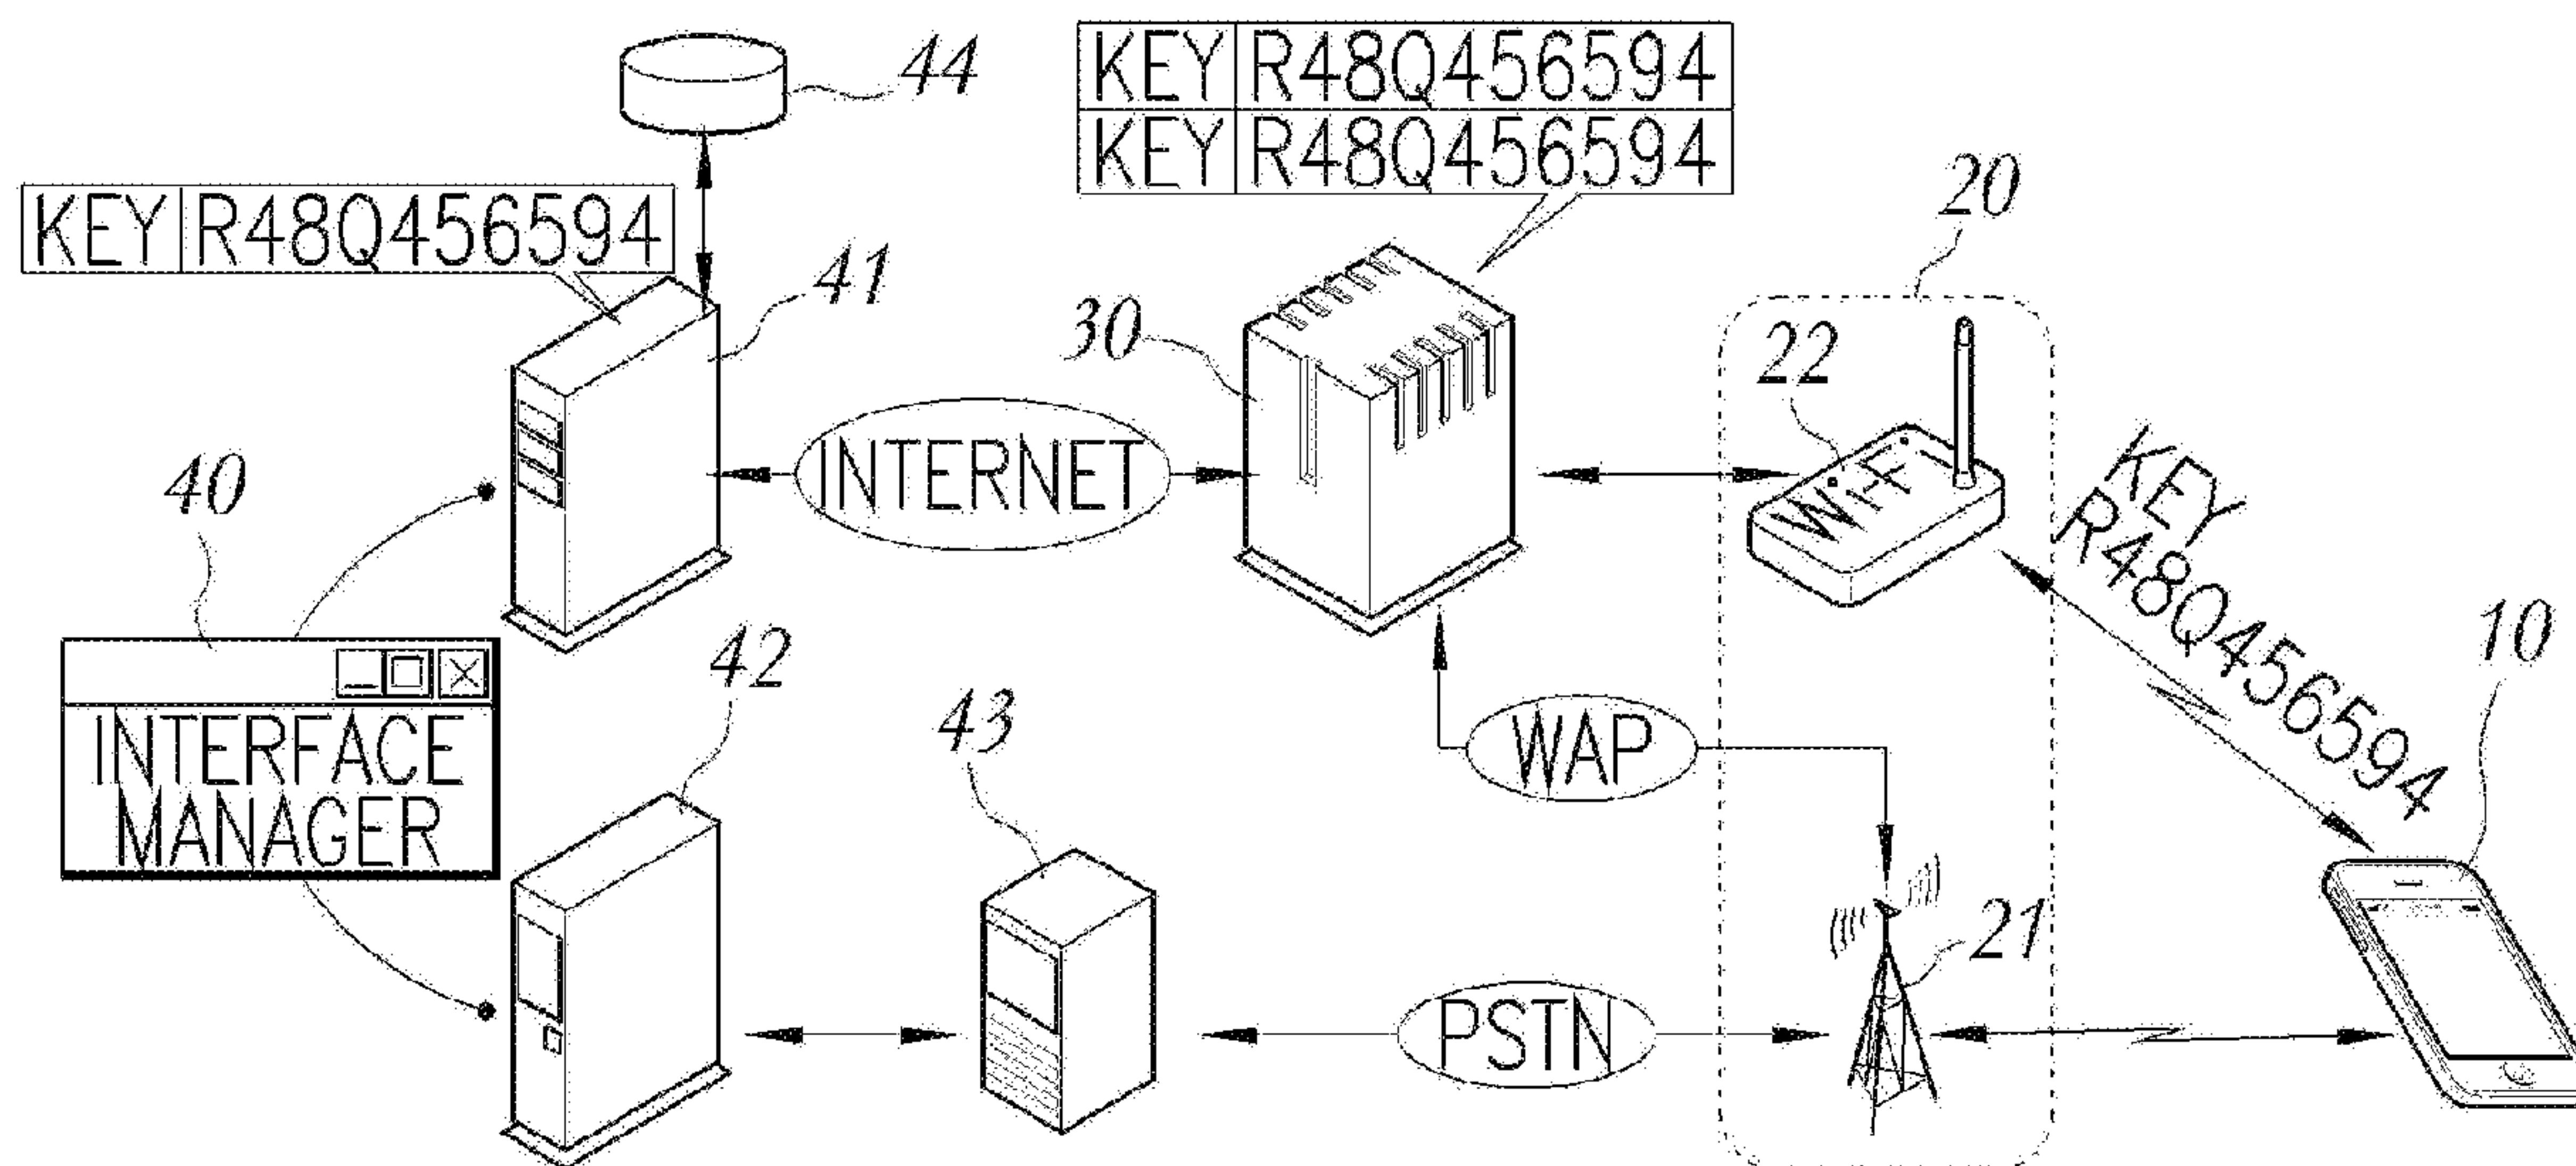 44
KEY R48Q456594
KEY R48Q456594
KEY R48Q456594
20
41
30
22
INTERNET
WiFi
KEY
R48Q456594
40
42
10
INTERFACE
MANAGER
43
WAP
21
PSTN